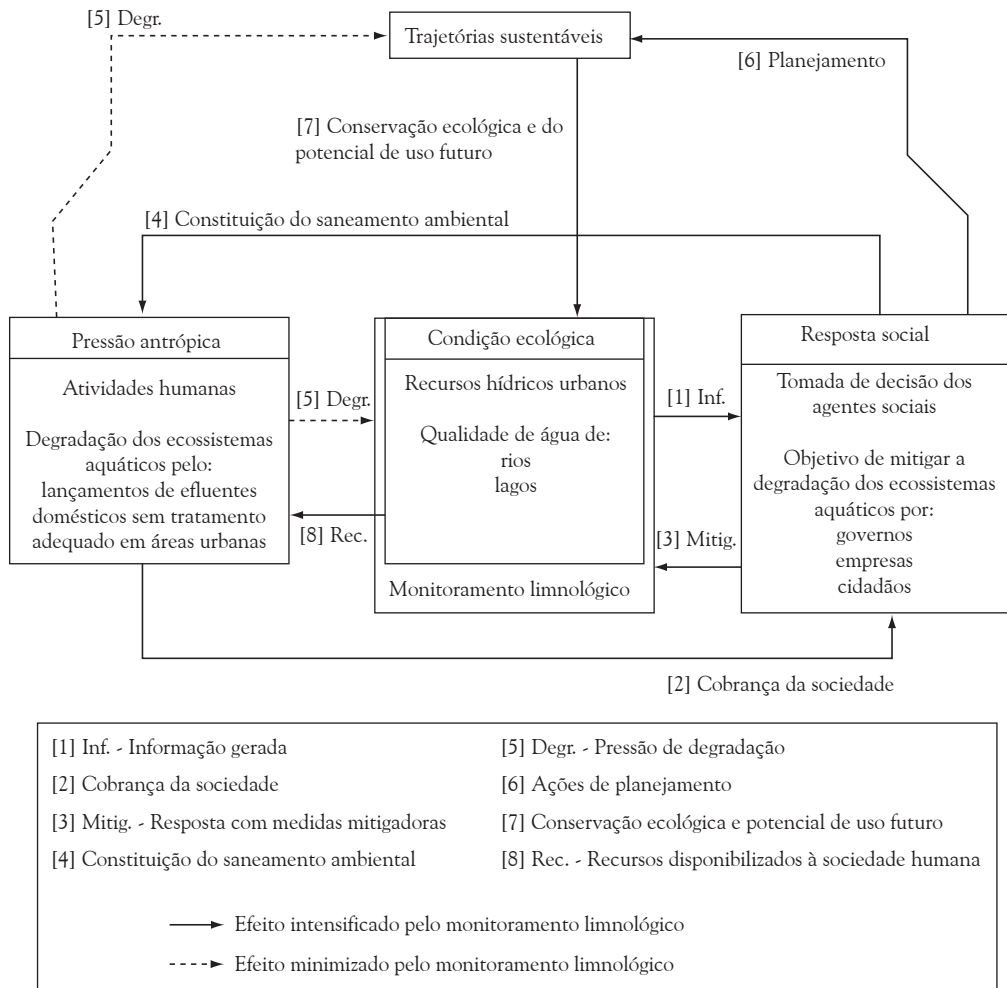 [5] Degr.
Trajetórias sustentáveis
[6] Planejamento
[7] Conservação ecológica e do
potencial de uso futuro
[4] Constituição do saneamento ambiental
Pressão antrópica
Atividades humanas
Degradação dos ecossistemas
aquáticos pelo:
lançamentos de efluentes
domésticos sem tratamento
adequado em áreas urbanas
[5] Degr.
[8] Rec.
Condição ecológica
Recursos hídricos urbanos
Qualidade de água de:
rios
lagos
Monitoramento limnológico
[1] Inf.
[3] Mitig.
Resposta social
Tomada de decisão dos
agentes sociais
Objetivo de mitigar a
degradação dos ecossistemas
aquáticos por:
governos
empresas
cidadãos
[2] Cobrança da sociedade
[1] Inf. - Informação gerada
[2] Cobrança da sociedade
[3] Mitig. - Resposta com medidas mitigadoras
[4] Constituição do saneamento ambiental
[5] Degr. - Pressão de degradação
[6] Ações de planejamento
[7] Conservação ecológica e potencial de uso futuro
[8] Rec. - Recursos disponibilizados à sociedade humana
Efeito intensificado pelo monitoramento limnológico
Efeito minimizado pelo monitoramento limnológico